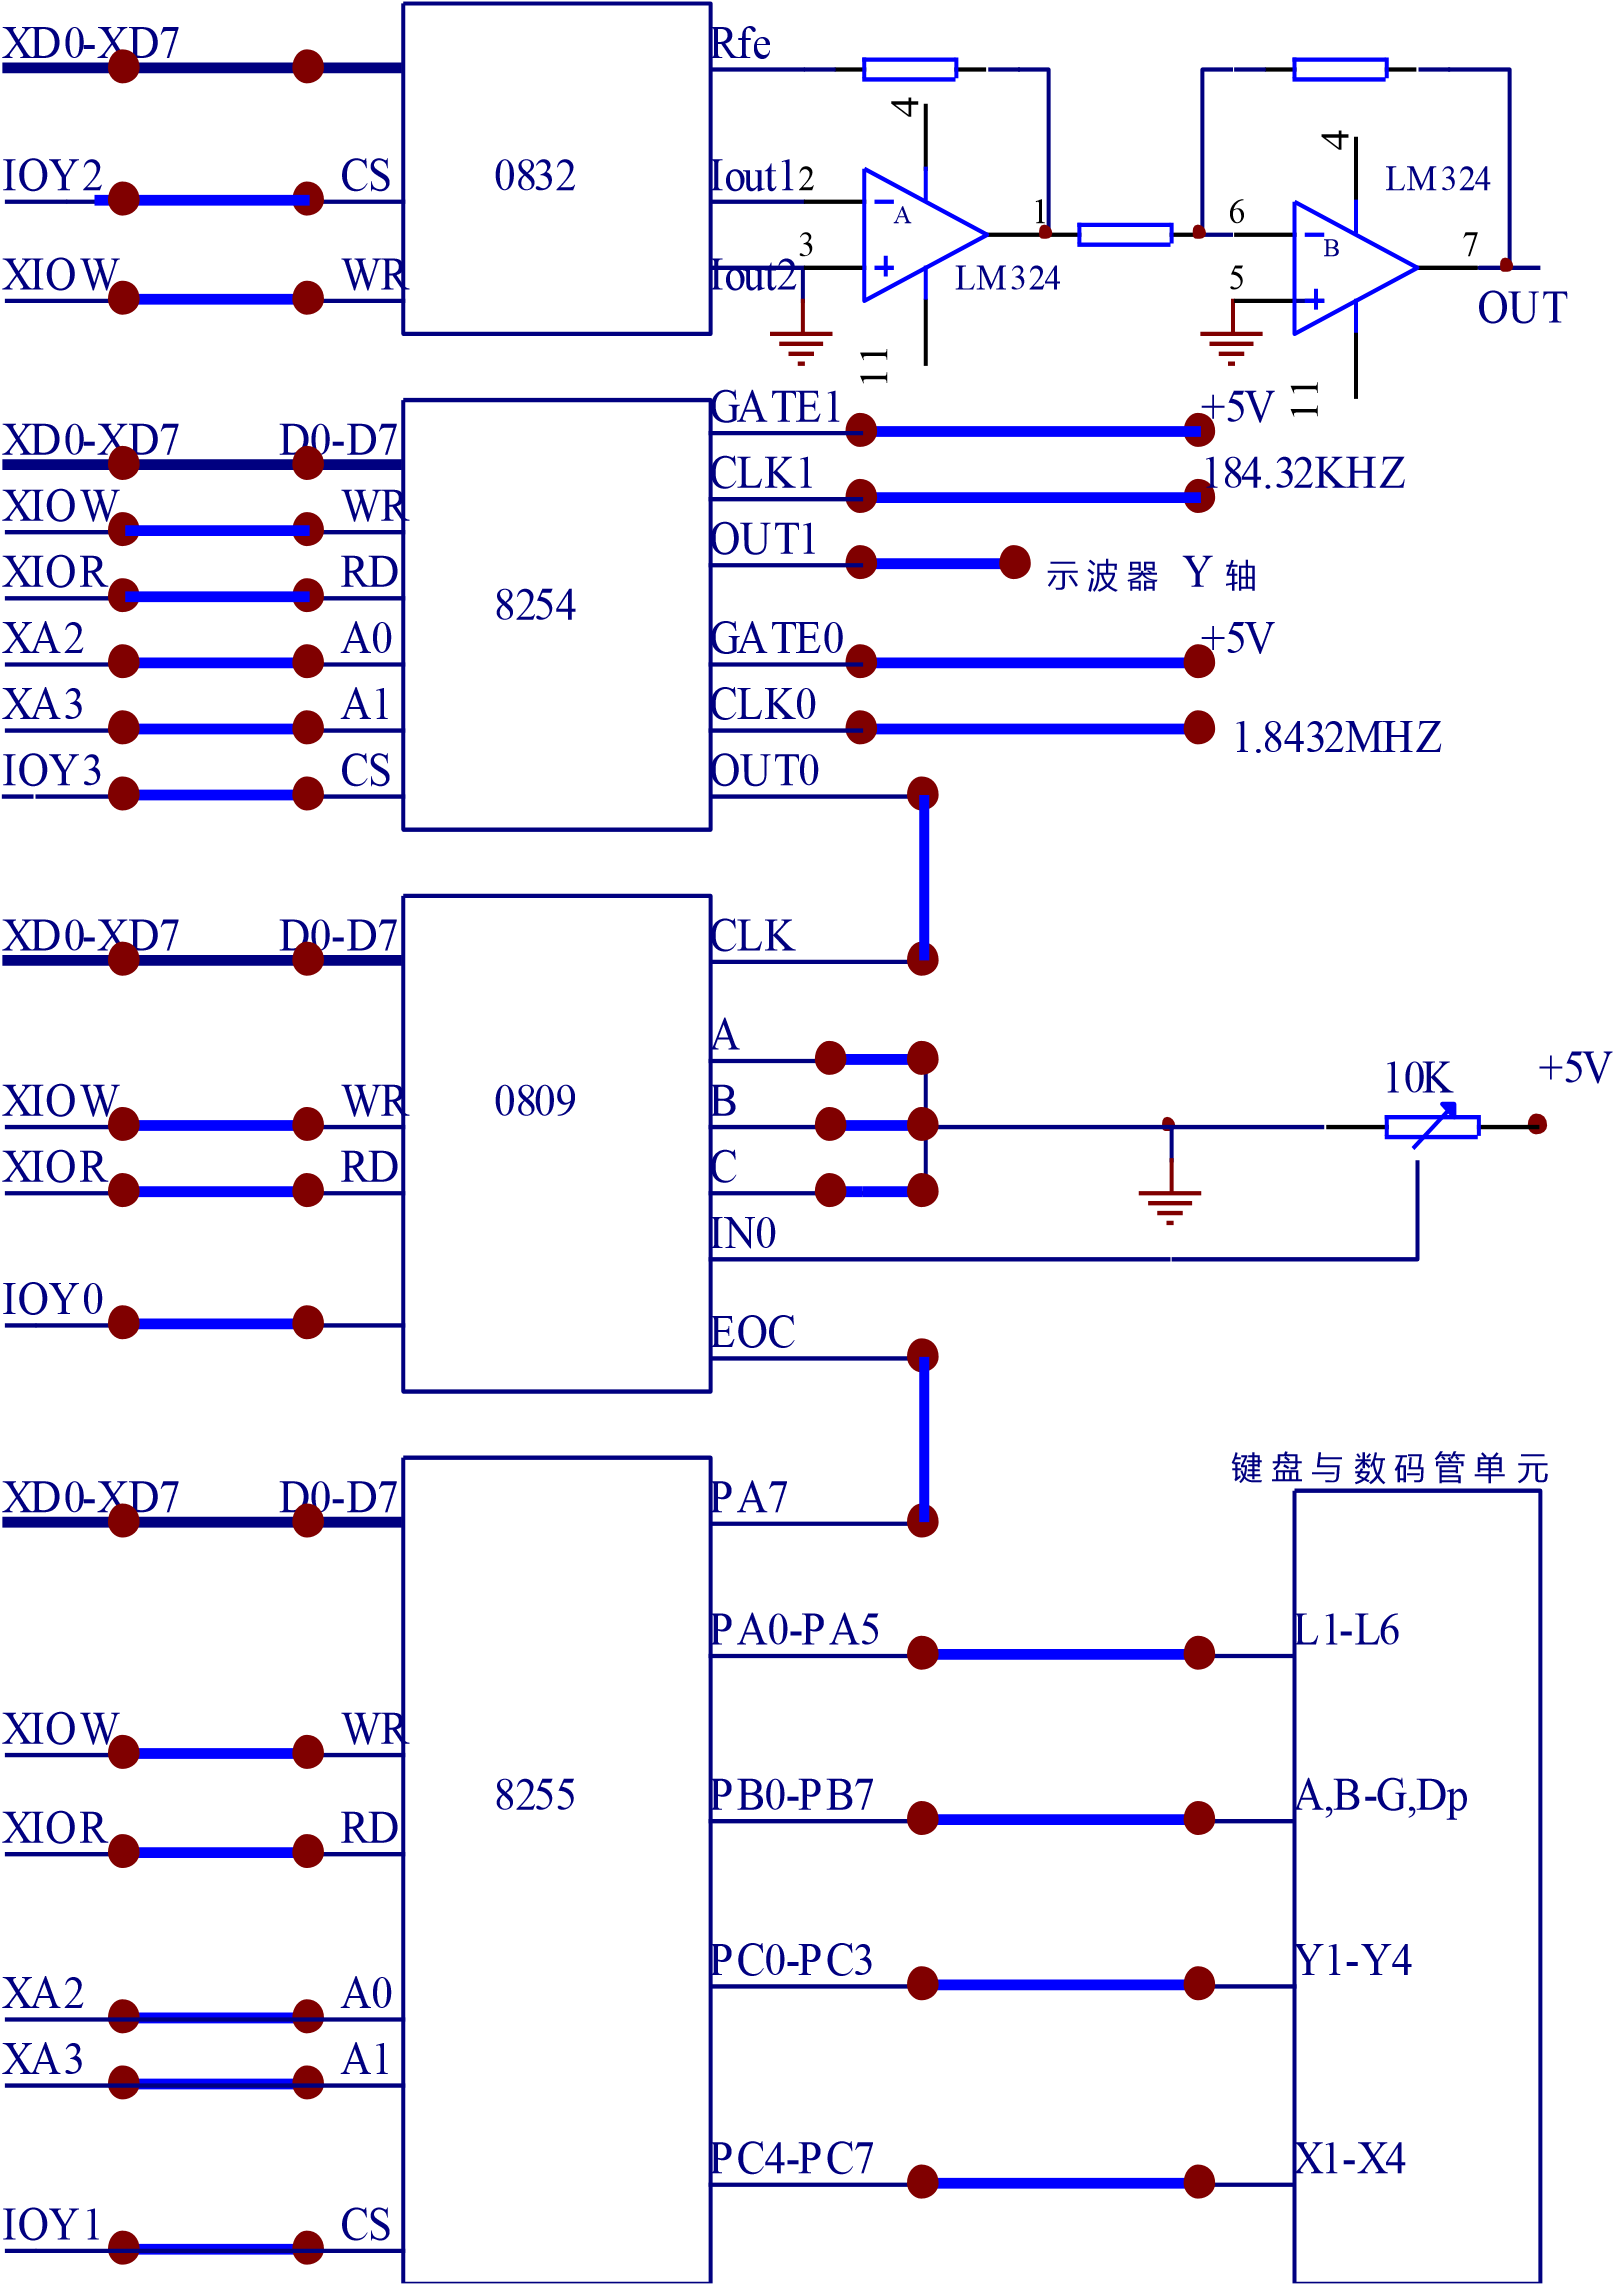 XD0-XD7
Rfe
4
4
IOY2
CS
0832
Iout1
2
A
1
6
B
LM324
7
XIOW
WR
Iout2
3
LM324
5
OUT
11
11
XD0-XD7
D0-D7
GATE1
+5V
XIOW
WR
CLK1
184.32KHZ
XIOR
RD
8254
OUT1
示波器 Y 轴
XA2
A0
GATE0
+5V
XA3
A1
CLK0
1.8432MHZ
IOY3
CS
OUT0
XD0-XD7
D0-D7
CLK
A
10K
+5V
XIOW
WR
0809
B
XIOR
RD
C
IN0
IOY0
EOC
键盘与数码管单元
XD0-XD7
D0-D7
PA7
PA0-PA5
L1-L6
XIOW
WR
8255
PB0-PB7
A,B-G,Dp
XIOR
RD
PC0-PC3
Y1-Y4
XA2
A0
XA3
A1
PC4-PC7
X1-X4
IOY1
CS